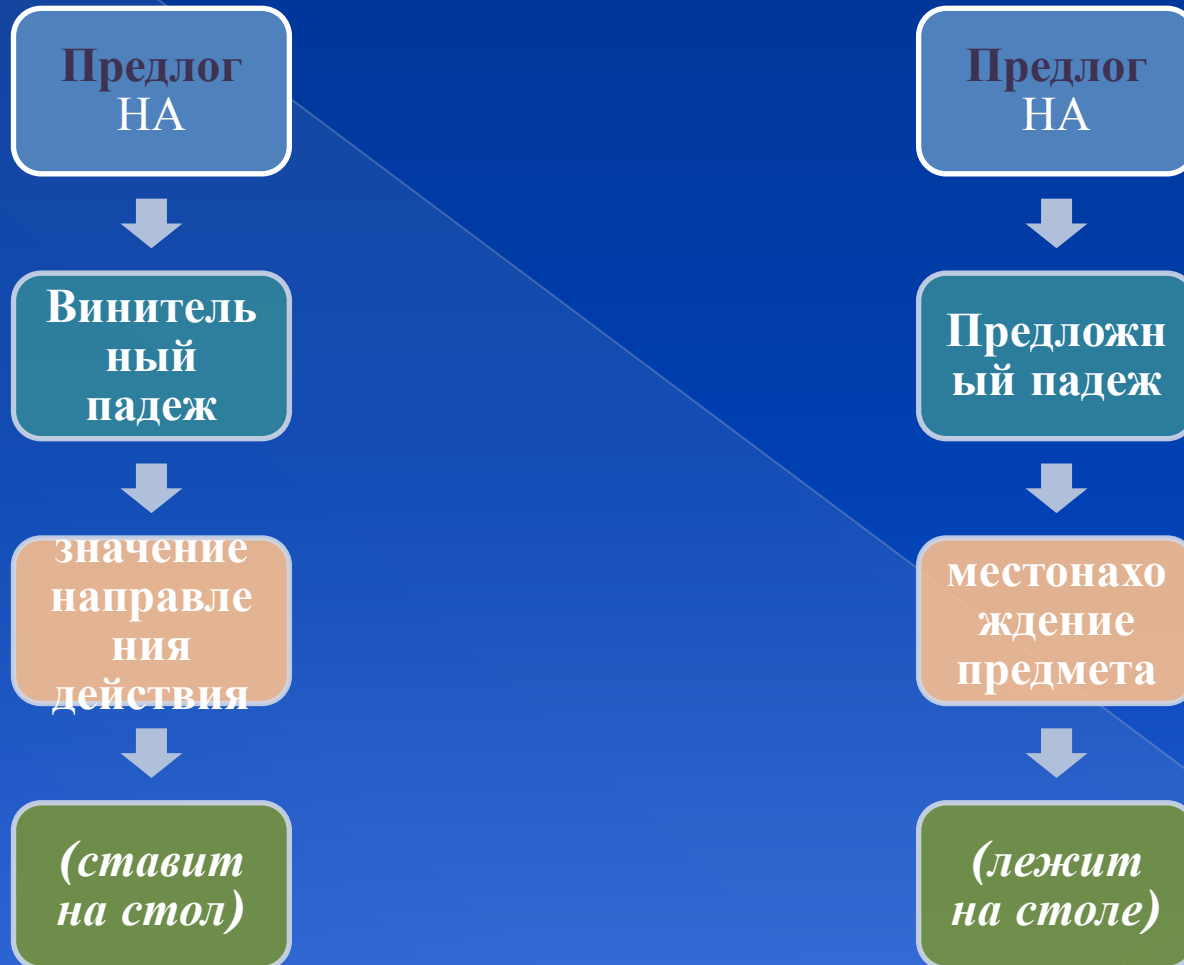 Предлог
НА
Винитель
ный
падеж
значение
направле
ния
действия
(ставит
на стол)
Предлог
НА
Предложн
ый падеж
местонахо
ждение
предмета
(лежит
на столе)